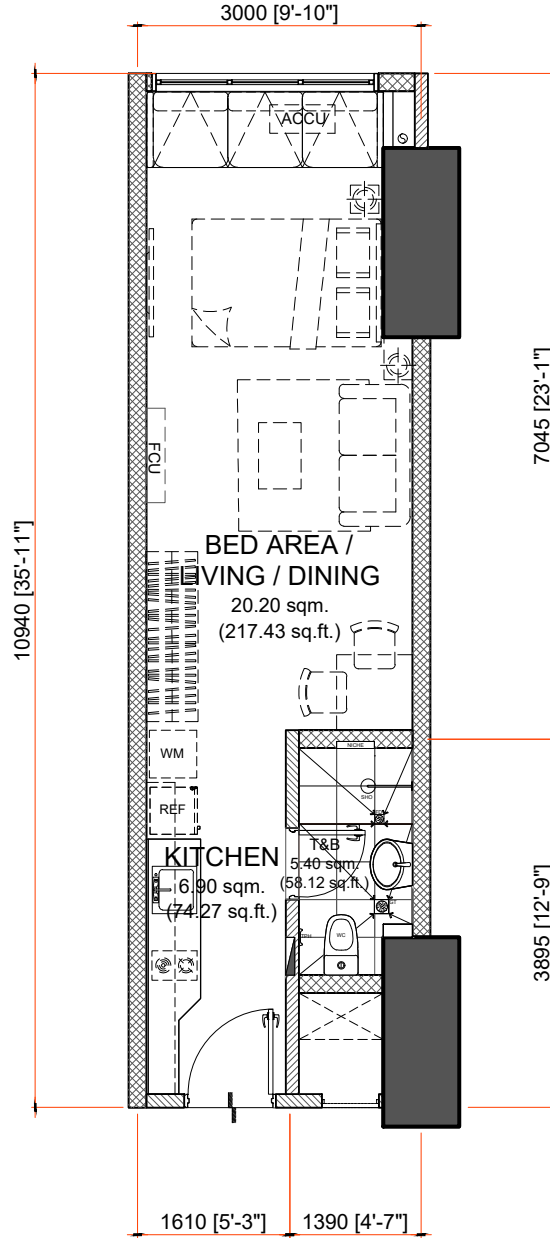 3000 [9'-10"]
ACCU
7045 [23'-1"]
FCU
10940 [35'-11"]
BED AREA /
LIVING / DINING
20.20 sqm.
(217.43 sq.ft.)
NICHE
WM
SHO
REF
T&B
5.40 sqm.
(58.12 sq.ft.)
KITCHEN
6.90 sqm.
(74.27 sq.ft.)
TPH
WC
3895 [12'-9"]
1610 [5'-3"]
1390 [4'-7"]